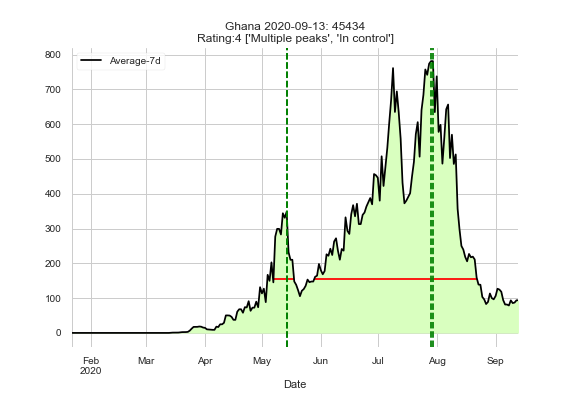 Ghana 2020-09-13: 45434
Rating:4 ['Multiple peaks', 'In control']
Average-7d
800
700
600
500
400
300
200
100
0
Feb Mar Apr May Jun Jul Aug Sep
2020
Date